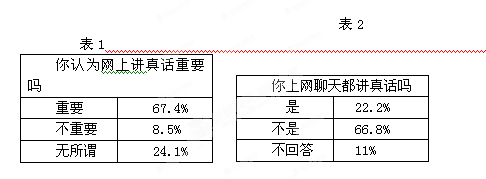 表2
表1
你认为网上讲真话重要
吗
重要 67.4%
不重要 8.5%
无所谓 24.1%
你上网聊天都讲真话吗
是 22.2%
不是 66.8%
不回答 11%